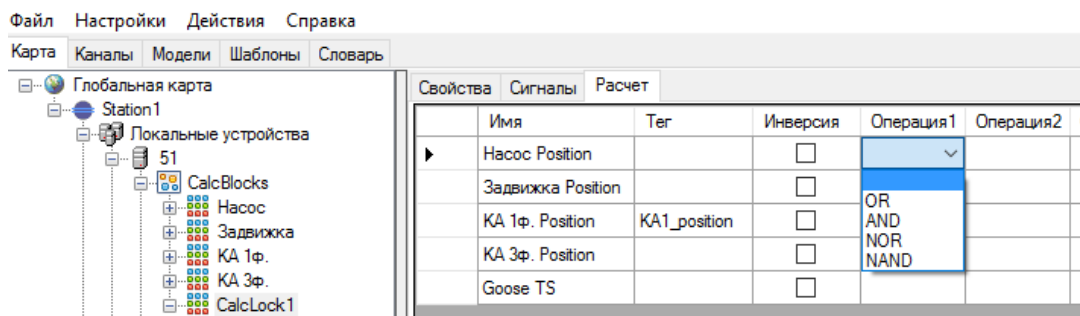 Файл Настройки Действия Справка
Карта Каналы Модели Шаблоны Словарь
Глобальная карта
Station1
Локальные устройства
51
CalcBlocks
Насос
Задвижка
КА 1ф.
КА 3ф.
CalcLock1
Свойства Сигналы Расчет
Имя Тег Инверсия Операция1 Операция2
Насос Position
Задвижка Position
КА 1ф. Position KA1_position
КА 3ф. Position
Goose TS
OR
AND
NOR
NAND